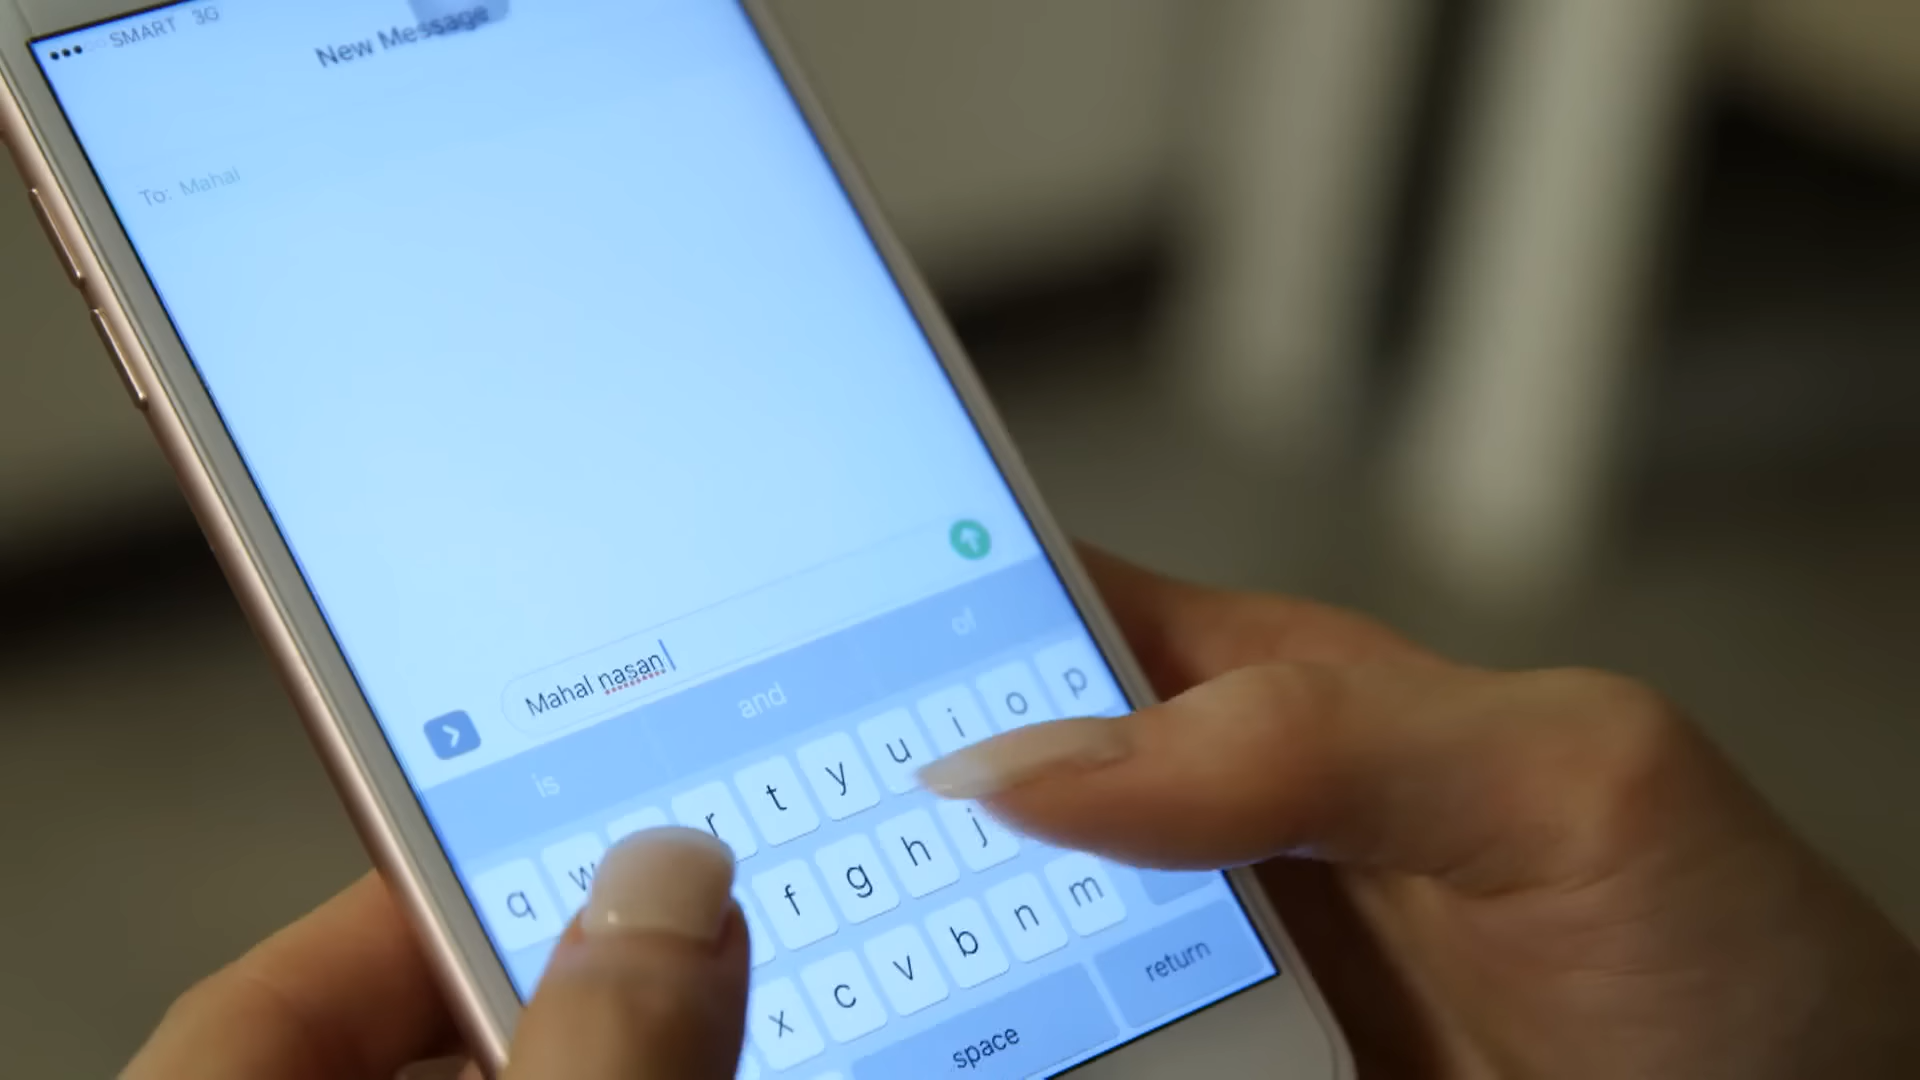 SMART 3G
New Message
To: Mahal
Mahal nasan
is and of
q w r t y u i o p
f g h j
x c v b n m
space return